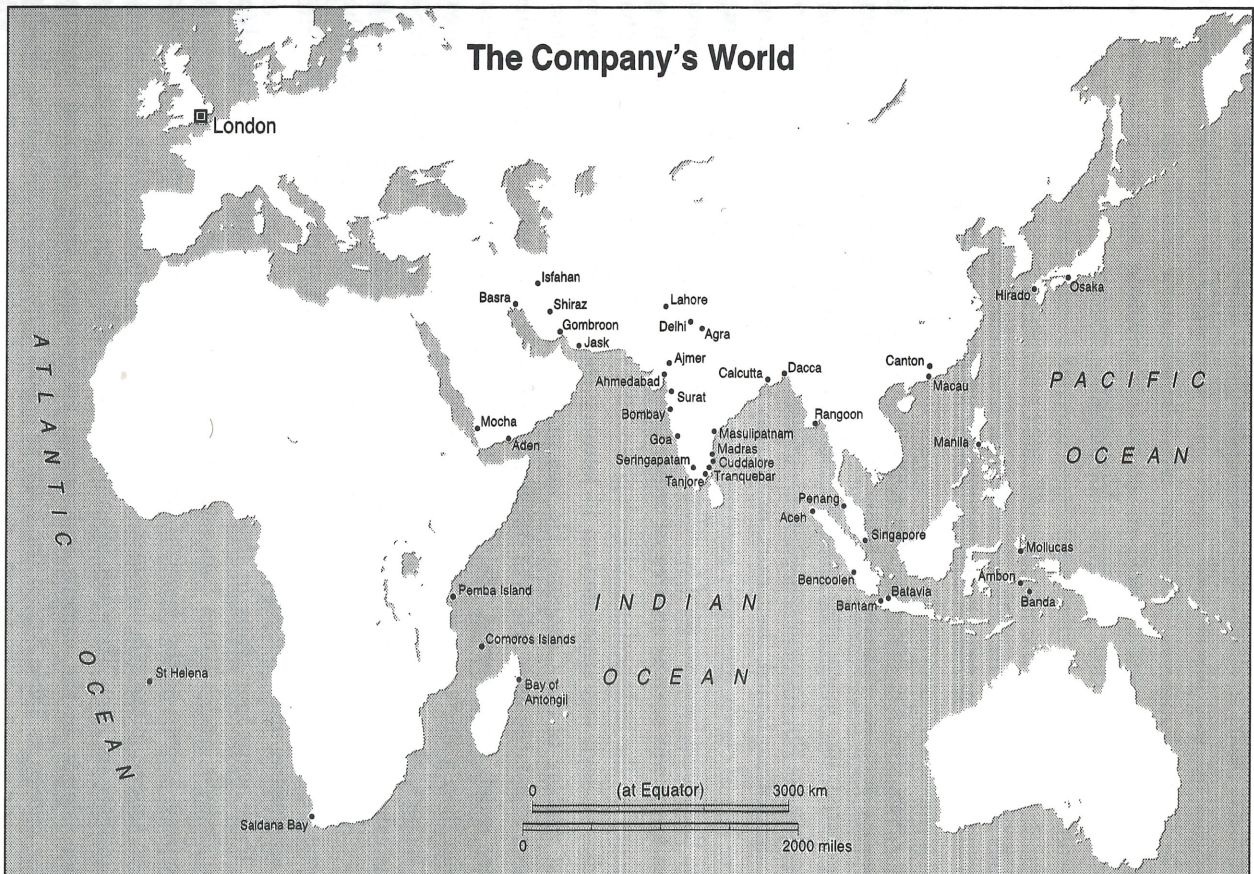 The Company's World
London
Isfahan
Basra
Shiraz
Gombroon
Jask
Lahore
Delhi
Agra
Ajmer
Ahmedabad
Surat
Bombay
Goa
Seringapatam
Tanjore
Calcutta
Dacca
Masulipatnam
Madras
Cuddalore
Tranquebar
Rangoon
Canton
Macau
Hirado
Osaka
Manila
Mocha
Aden
Penang
Aceh
Singapore
Bencoolen
Bantam
Batavia
Mollucas
Ambon
Banda
Pemba Island
Comoros Islands
Bay of
Antongil
St Helena
Saldana Bay
ATLANTIC
OCEAN
INDIAN
OCEAN
PACIFIC
OCEAN
0 (at Equator) 3000 km
0 2000 miles